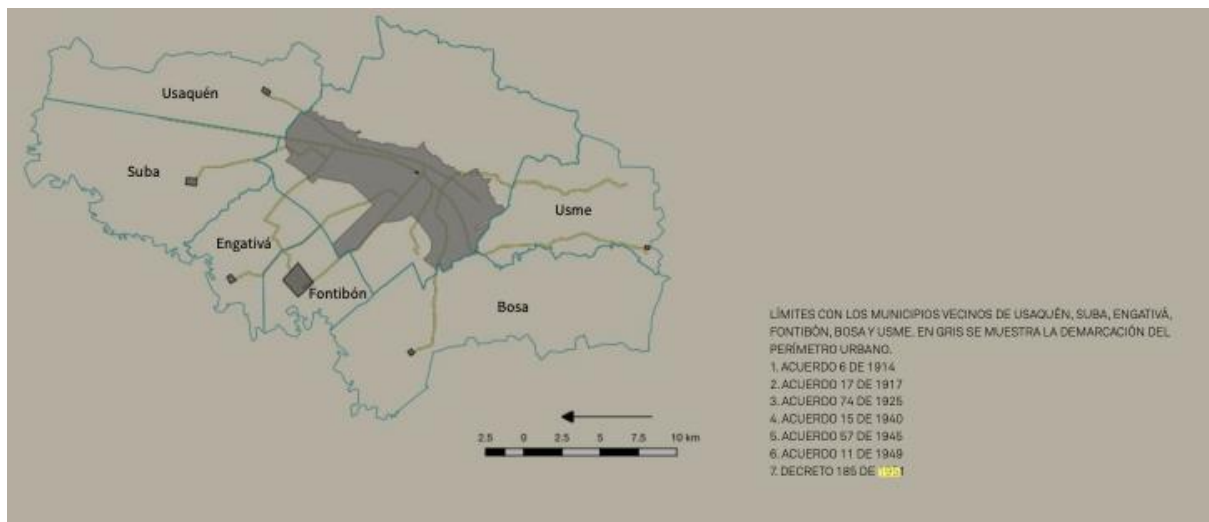 Usaquén
Suba
Usme
Engativá
Fontibón
Bosa
2.5 0 2.5 5 7.5 10 km
LÍMITES CON LOS MUNICIPIOS VECINOS DE USAQUÉN, SUBA, ENGATIVÁ,
FONTIBÓN, BOSA Y USME. EN GRIS SE MUESTRA LA DEMARCACIÓN DEL
PERÍMETRO URBANO.
1. ACUERDO 6 DE 1914
2. ACUERDO 17 DE 1917
3. ACUERDO 74 DE 1925
4. ACUERDO 15 DE 1940
5. ACUERDO 57 DE 1945
6. ACUERDO 11 DE 1949
7. DECRETO 185 DE